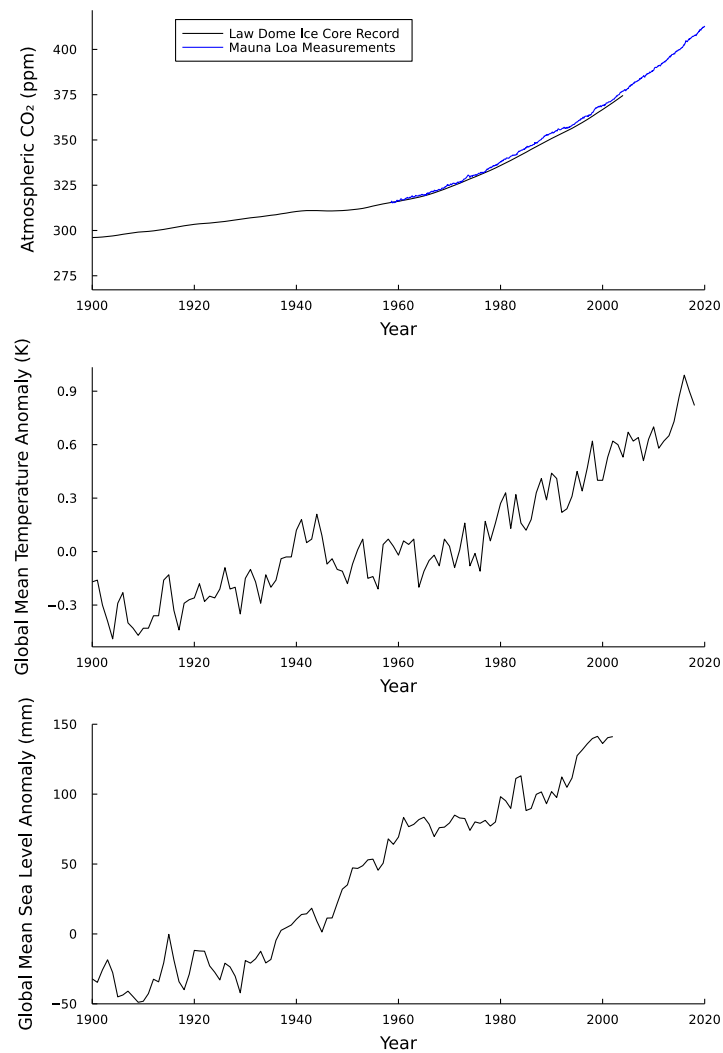 Law Dome Ice Core Record
Mauna Loa Measurements
Atmospheric CO₂ (ppm)
400
375
350
325
300
275
1900 1920 1940 1960 1980 2000 2020
Year
Global Mean Temperature Anomaly (K)
0.9
0.6
0.3
0.0
−0.3
1900 1920 1940 1960 1980 2000 2020
Year
Global Mean Sea Level Anomaly (mm)
150
100
50
0
−50
1900 1920 1940 1960 1980 2000 2020
Year